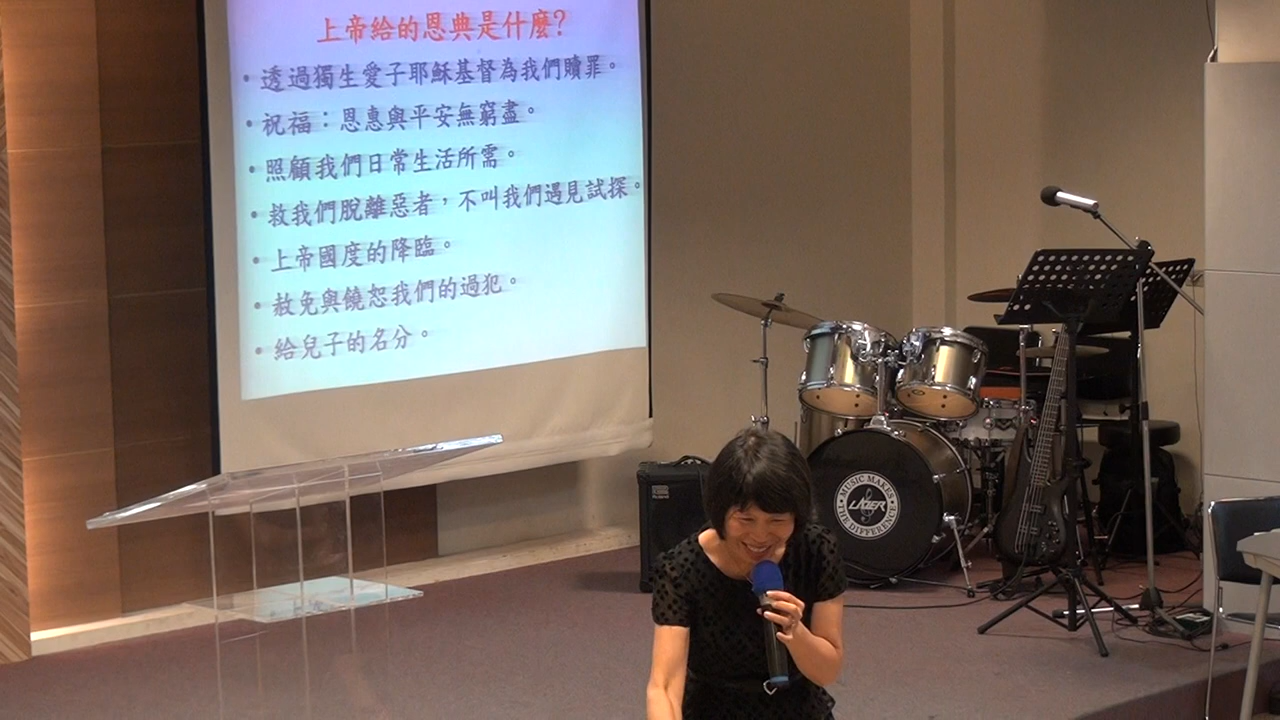 上帝給的恩典是什麼?
•透過獨生愛子耶穌基督為我們贖罪。
•祝福：恩惠與平安無窮盡。
•照顧我們日常生活所需。
•救我們脫離惡者，不叫我們遇見試探。
•上帝國度的降臨。
•赦免與饒恕我們的過犯。
•給兒子的名分。
MUSIC MAKES
LAZER
THE DIFFERENCE